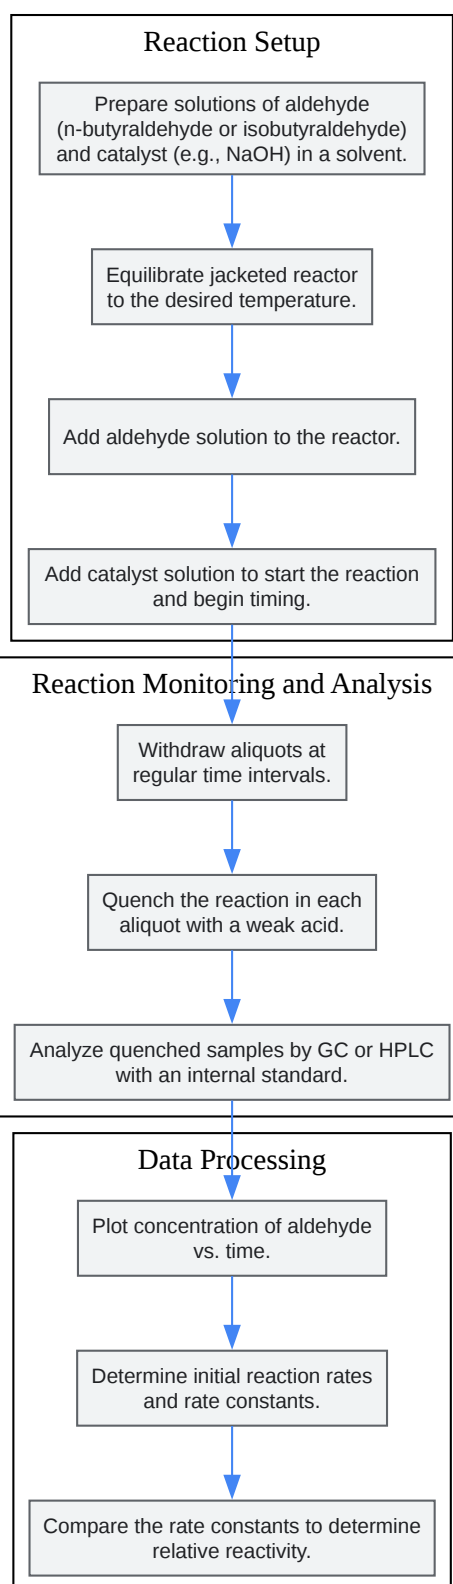 Reaction Setup
Prepare solutions of aldehyde
(n-butyraldehyde or isobutyraldehyde)
and catalyst (e.g., NaOH) in a solvent.
Equilibrate jacketed reactor
to the desired temperature.
Add aldehyde solution to the reactor.
Add catalyst solution to start the reaction
and begin timing.
Reaction Monitoring and Analysis
Withdraw aliquots at
regular time intervals.
Quench the reaction in each
aliquot with a weak acid.
Analyze quenched samples by GC or HPLC
with an internal standard.
Data Processing
Plot concentration of aldehyde
vs. time.
Determine initial reaction rates
and rate constants.
Compare the rate constants to determine
relative reactivity.